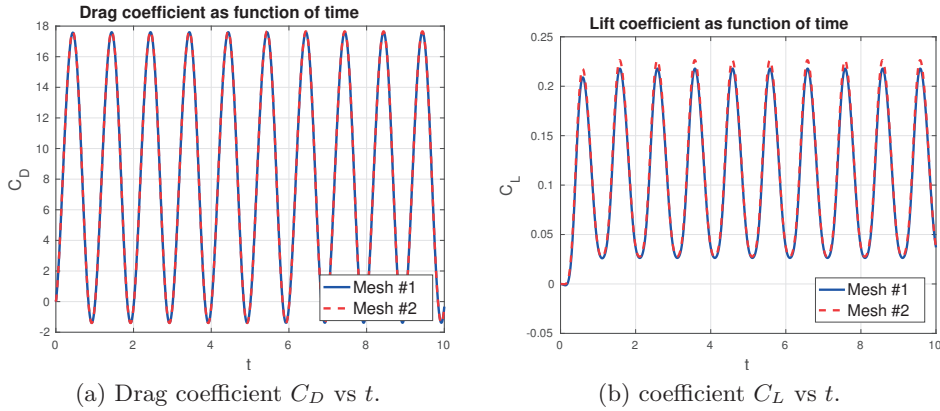 Drag coefficient as function of time
18
16
14
12
10
8
6
4
2
0
-2
C_D
0 2 4 6 8 10
t
Mesh #1
Mesh #2
(a) Drag coefficient C_D vs t.
Lift coefficient as function of time
0.25
0.2
0.15
0.1
0.05
0
-0.05
C_L
0 2 4 6 8 10
t
Mesh #1
Mesh #2
(b) coefficient C_L vs t.